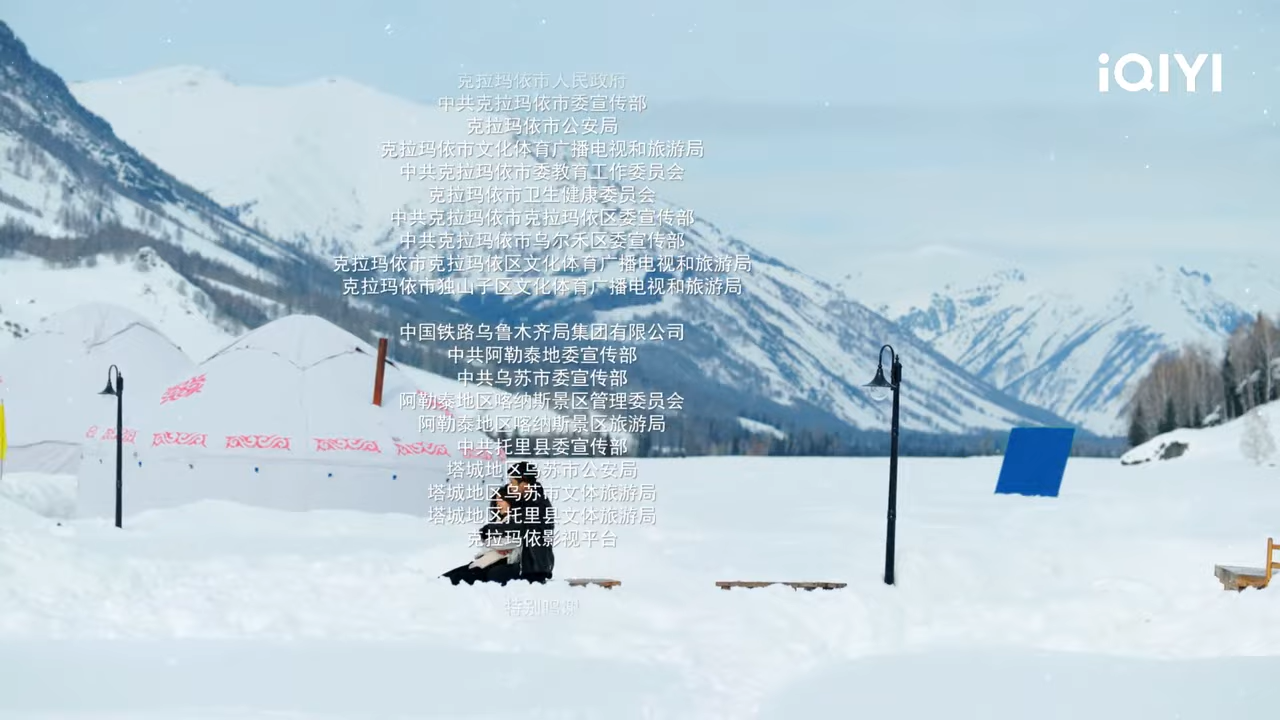 iQIYI
克拉玛依市人民政府
中共克拉玛依市委宣传部
克拉玛依市公安局
克拉玛依市文化体育广播电视和旅游局
中共克拉玛依市委教育工作委员会
克拉玛依市卫生健康委员会
中共克拉玛依市克拉玛依区委宣传部
中共克拉玛依市乌尔禾区委宣传部
克拉玛依市克拉玛依区文化体育广播电视和旅游局
克拉玛依市独山子区文化体育广播电视和旅游局
中国铁路乌鲁木齐局集团有限公司
中共阿勒泰地委宣传部
中共乌苏市委宣传部
阿勒泰地区喀纳斯景区管理委员会
阿勒泰地区喀纳斯景区旅游局
中共托里县委宣传部
塔城地区乌苏市公安局
塔城地区乌苏市文体旅游局
塔城地区托里县文体旅游局
克拉玛依影视平台
特别鸣谢